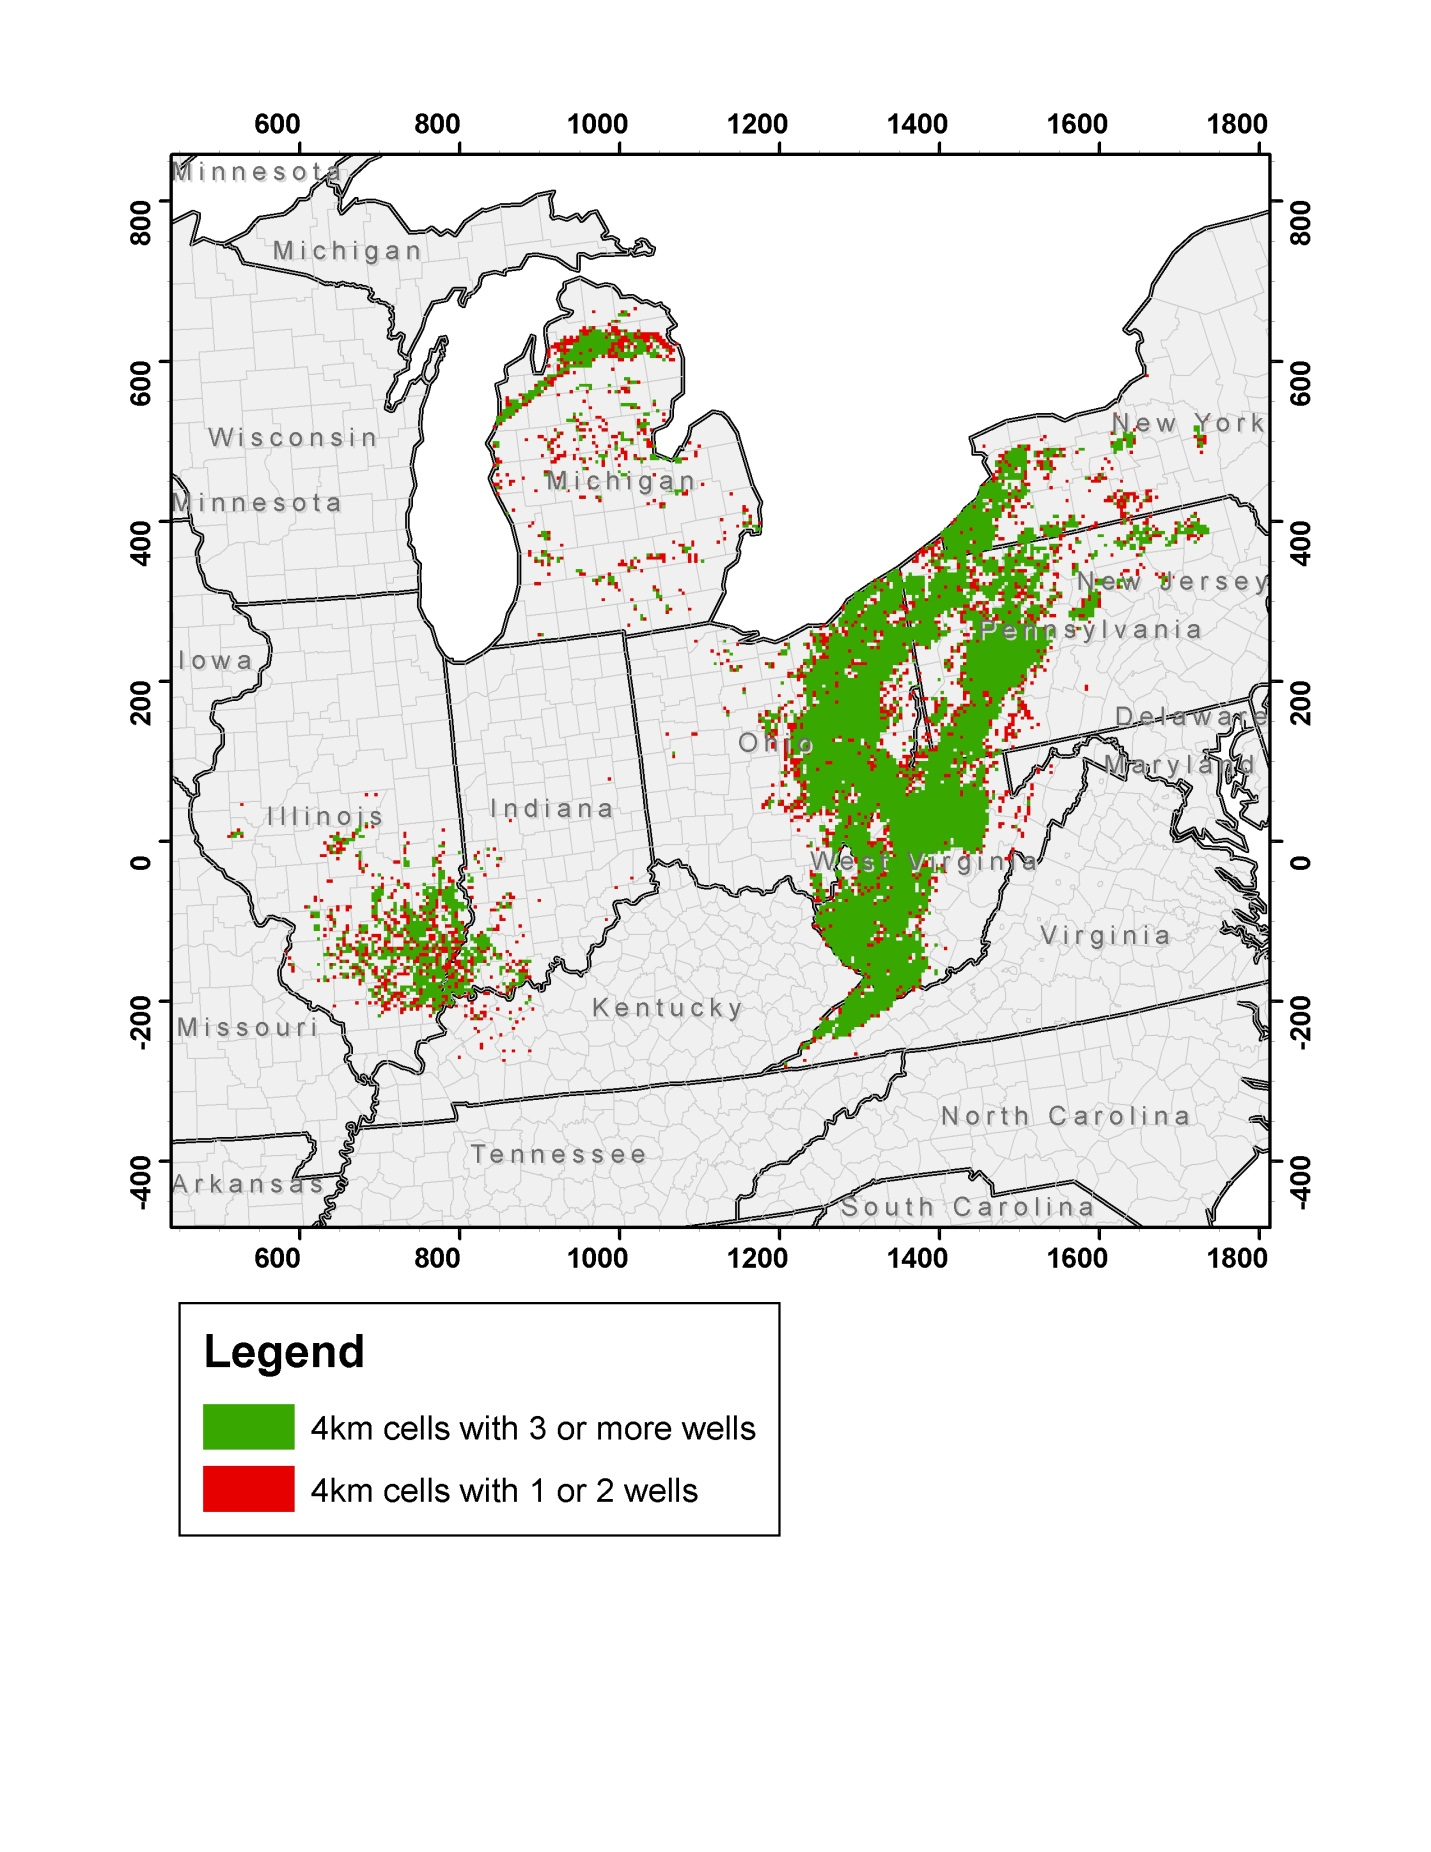 600 800 1000 1200 1400 1600 1800
Minnesota
800 800
Michigan
600 600
New York
Wisconsin
Michigan
Minnesota
400 400
New Jersey
Pennsylvania
Iowa
200 200
Delaware
Ohio
Maryland
Indiana
Illinois
0 0
West Virginia
Virginia
-200 -200
Kentucky
Missouri
North Carolina
Tennessee
-400 -400
Arkansas
South Carolina
600 800 1000 1200 1400 1600 1800
Legend
4km cells with 3 or more wells
4km cells with 1 or 2 wells